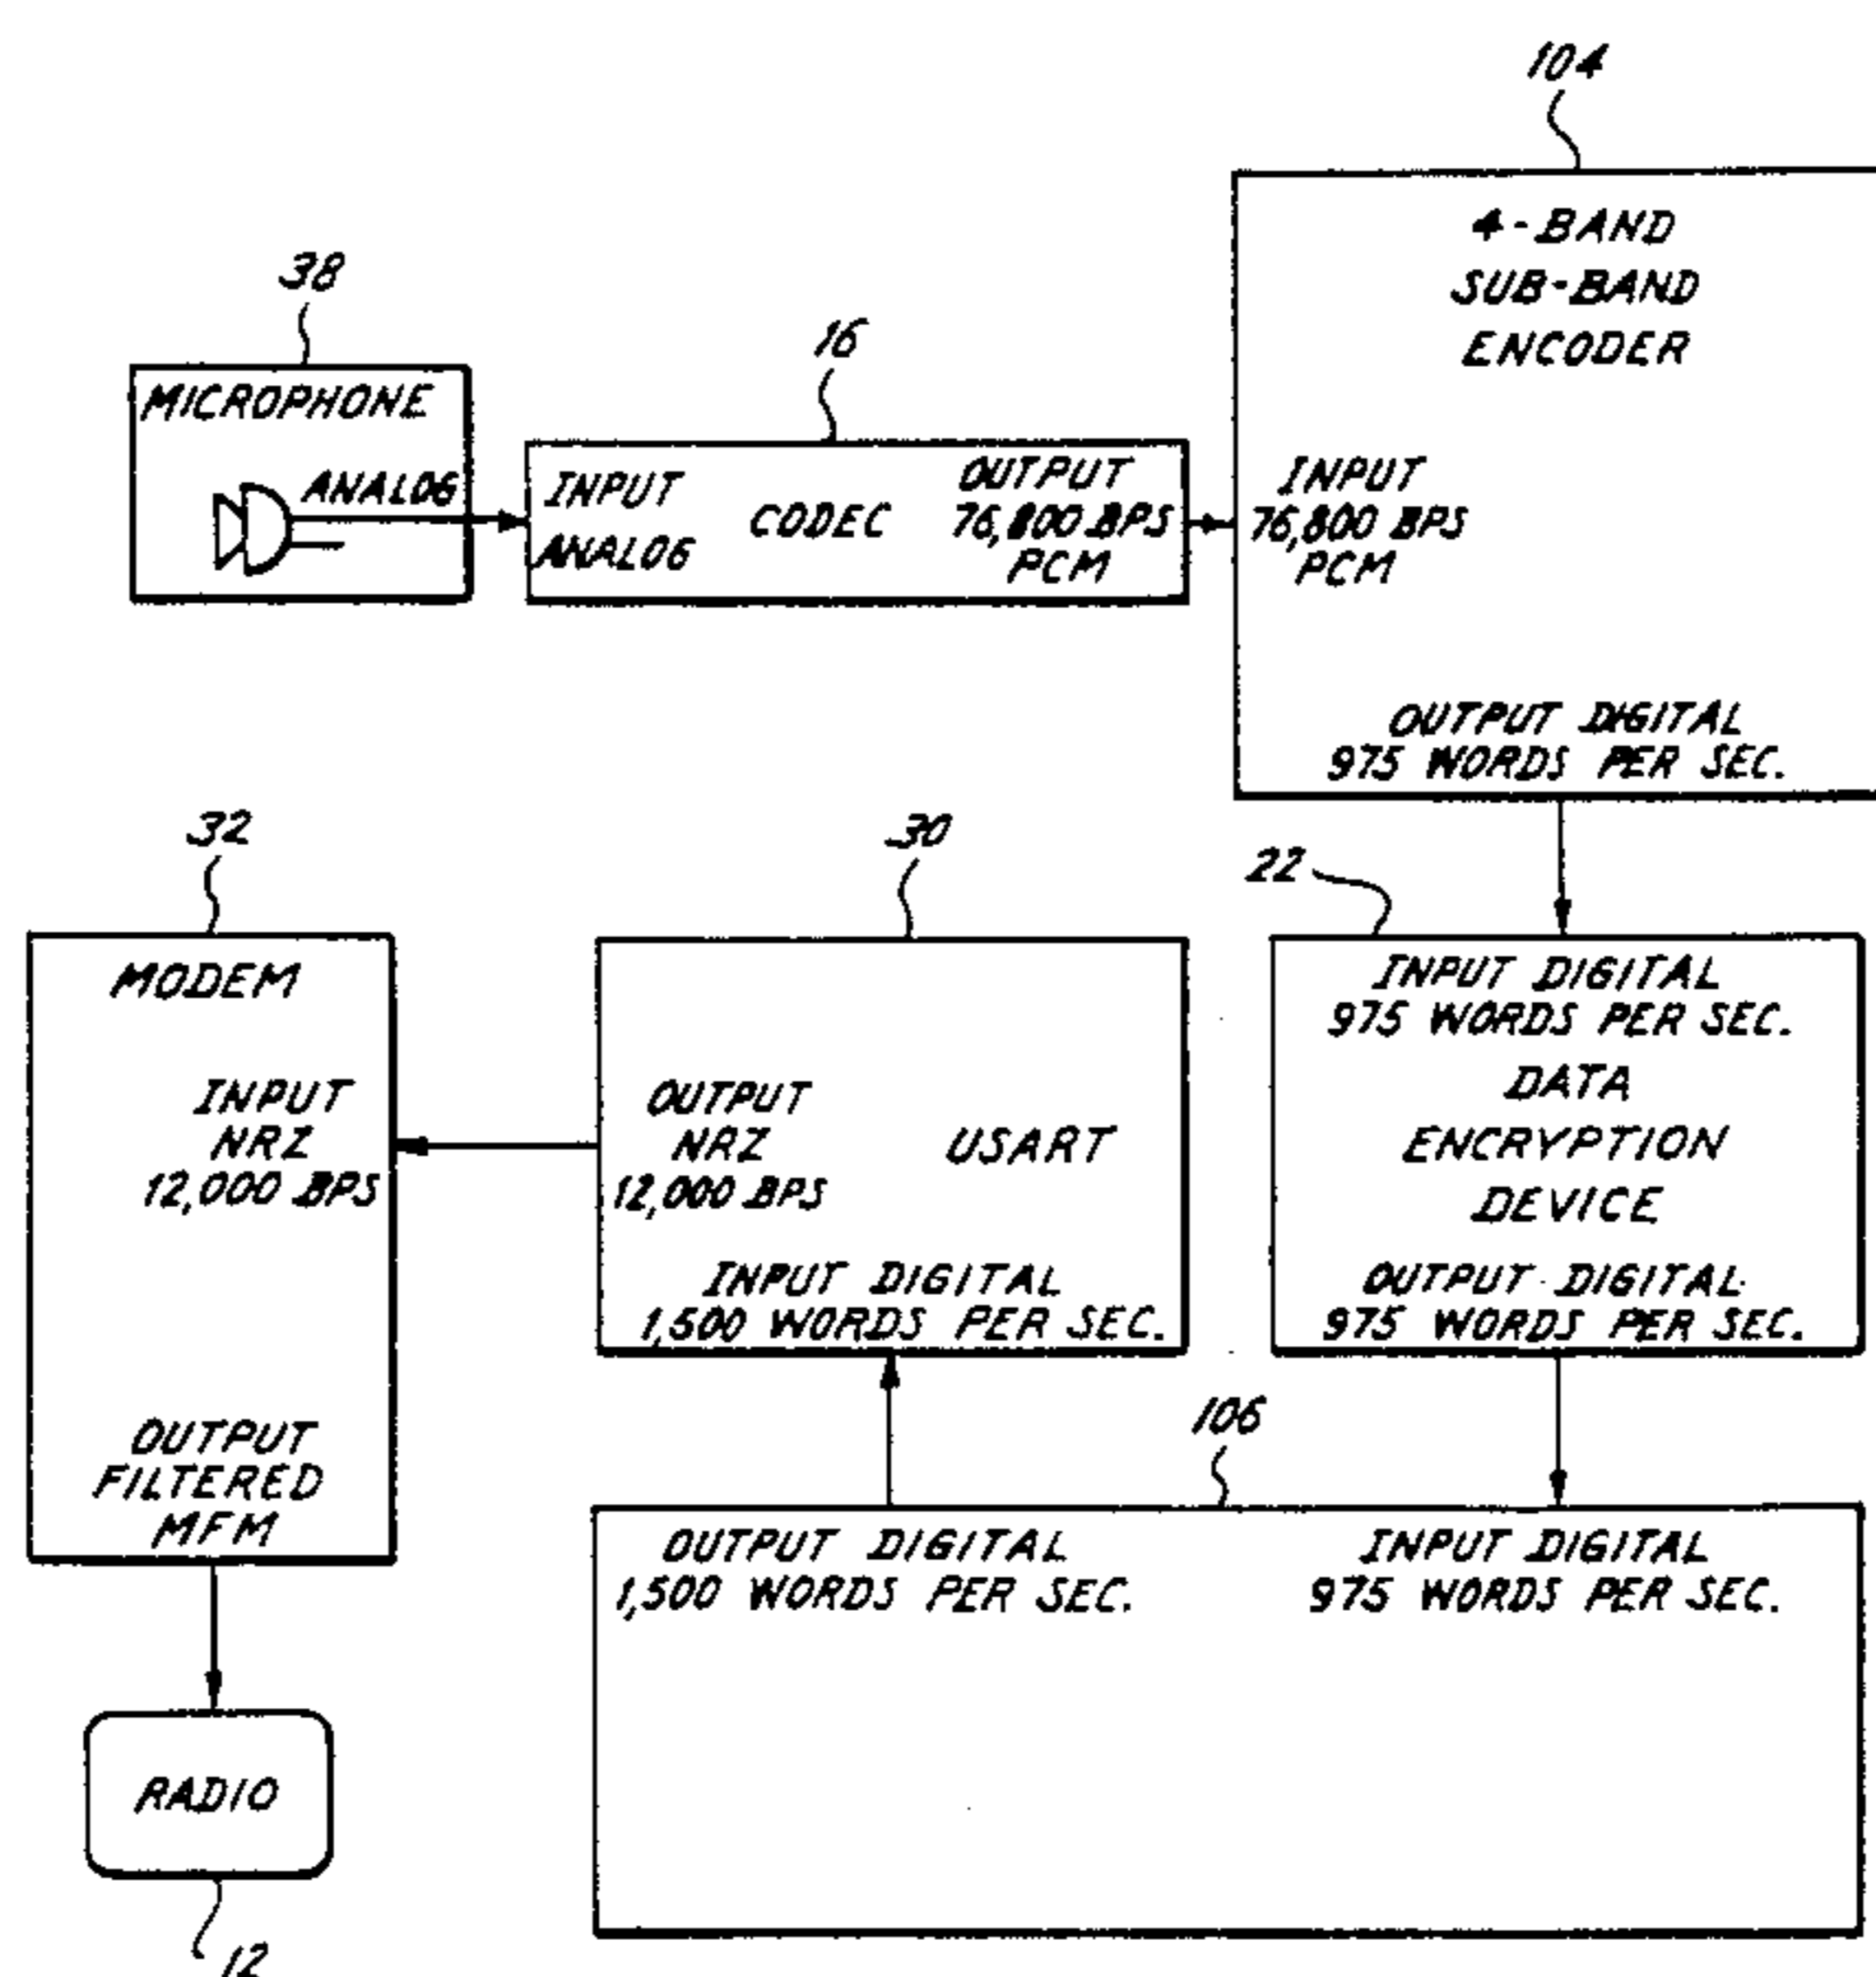 104
4-BAND
SUB-BAND
ENCODER
INPUT
76,800 BPS
PCM
OUTPUT DIGITAL
975 WORDS PER SEC.
38
MICROPHONE
ANALOG
16
INPUT
ANALOG
CODEC
OUTPUT
76,800 BPS
PCM
22
INPUT DIGITAL
975 WORDS PER SEC.
DATA
ENCRYPTION
DEVICE
OUTPUT DIGITAL
975 WORDS PER SEC.
30
OUTPUT
NRZ
12,000 BPS
USART
INPUT DIGITAL
1,500 WORDS PER SEC.
32
MODEM
INPUT
NRZ
12,000 BPS
OUTPUT
FILTERED
MFM
106
OUTPUT DIGITAL
1,500 WORDS PER SEC.
INPUT DIGITAL
975 WORDS PER SEC.
RADIO
12